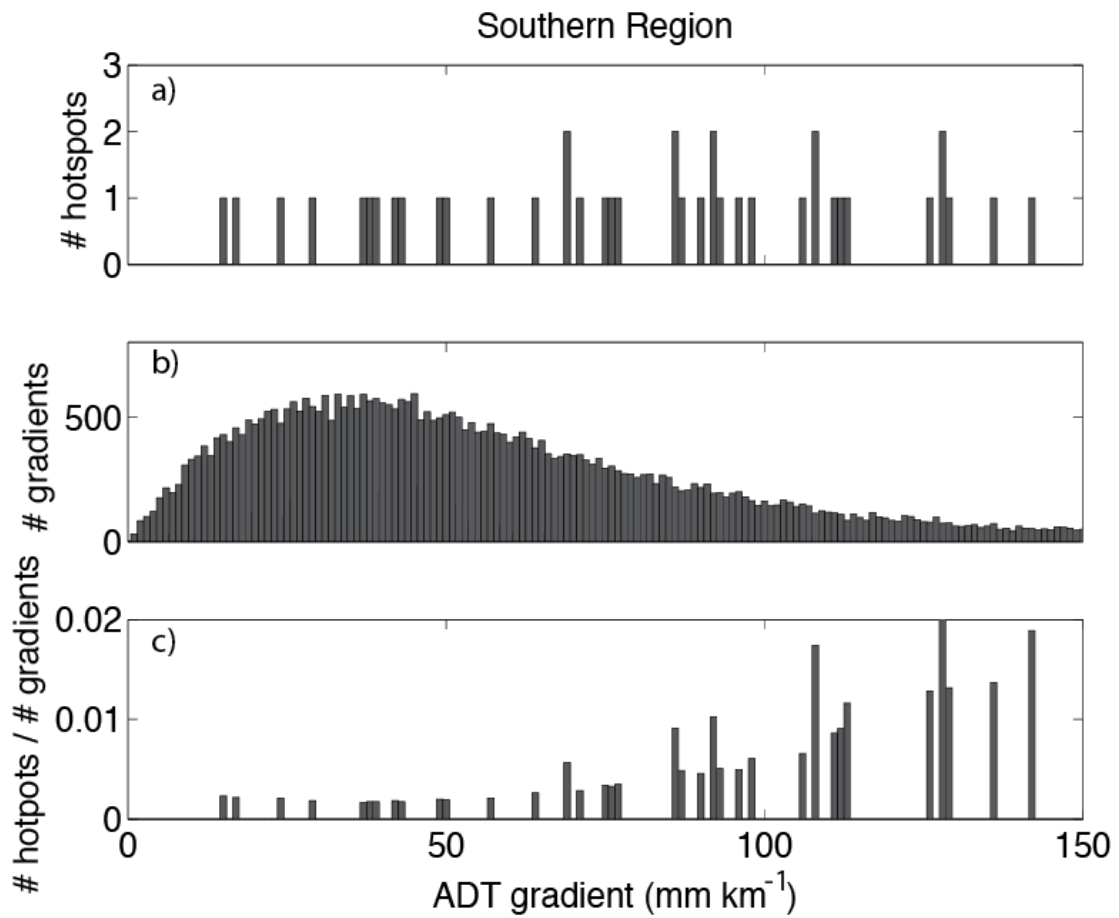 Southern Region
a)
# hotspots
3
2
1
0
b)
# gradients
500
0
c)
# hotpots / # gradients
0.02
0.01
0
0 50 100 150
ADT gradient (mm km⁻¹)